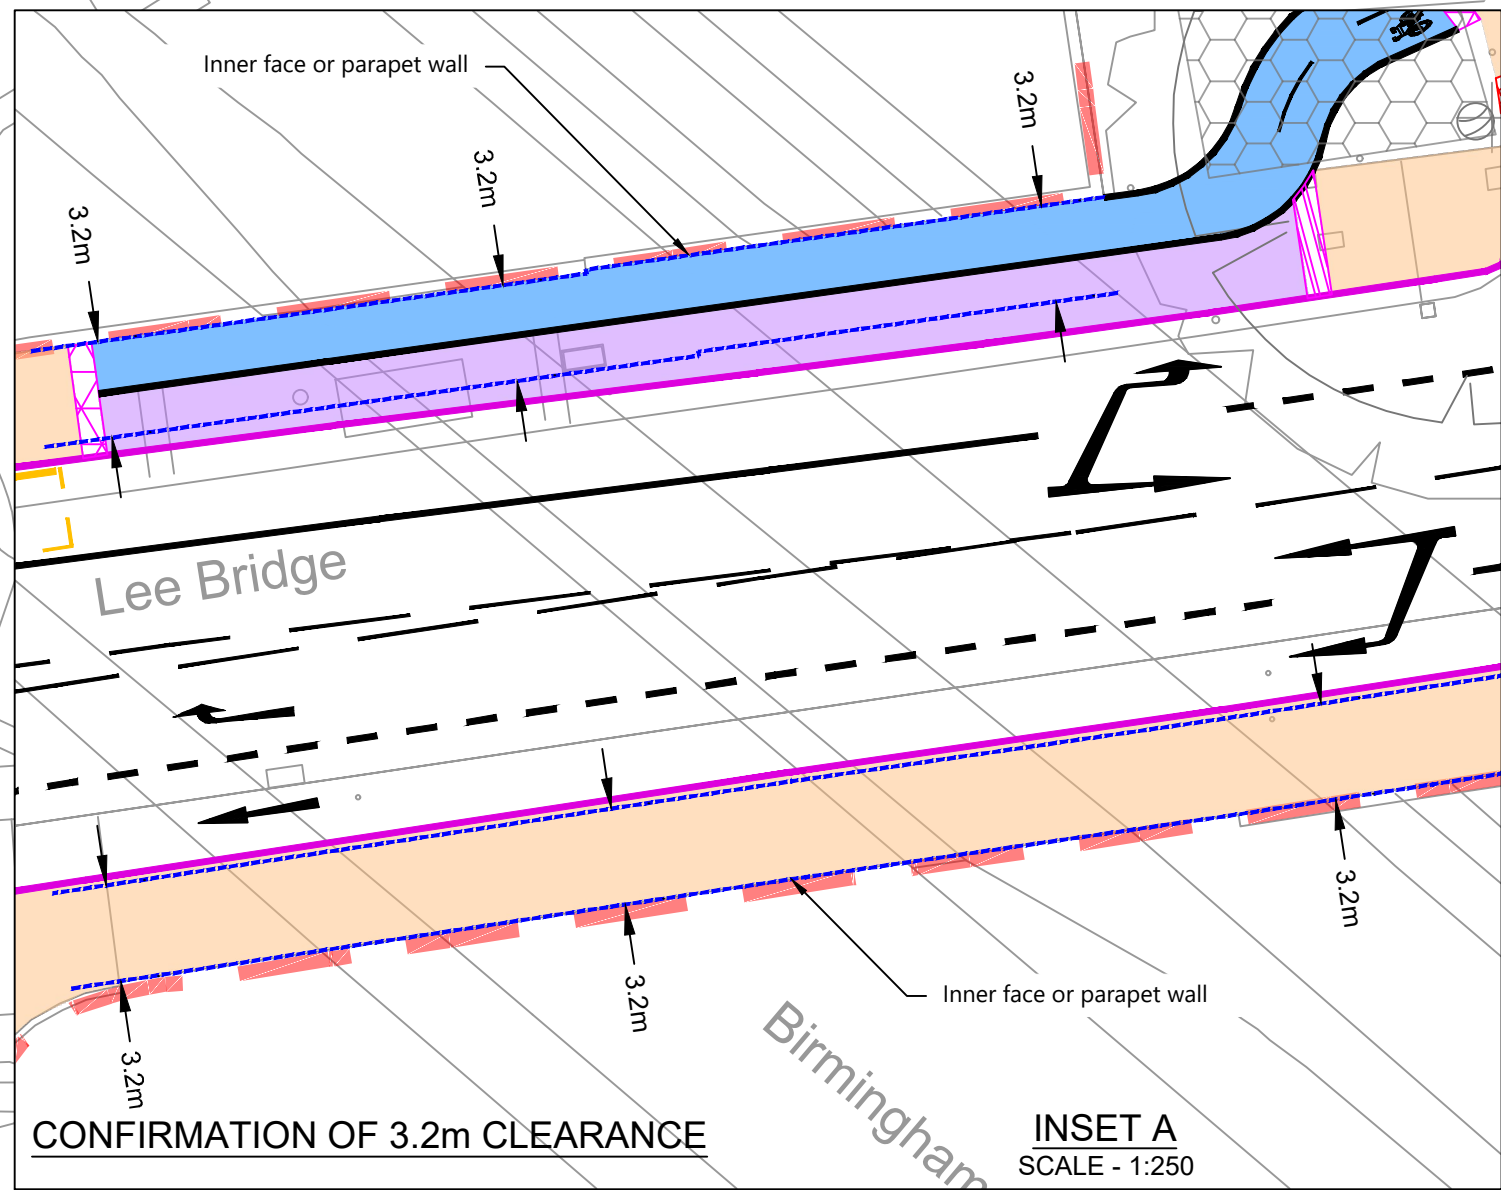 Inner face or parapet wall
3.2m
3.2m
3.2m
Lee Bridge
3.2m
3.2m
3.2m
Inner face or parapet wall
Birmingham
CONFIRMATION OF 3.2m CLEARANCE
INSET A
SCALE - 1:250